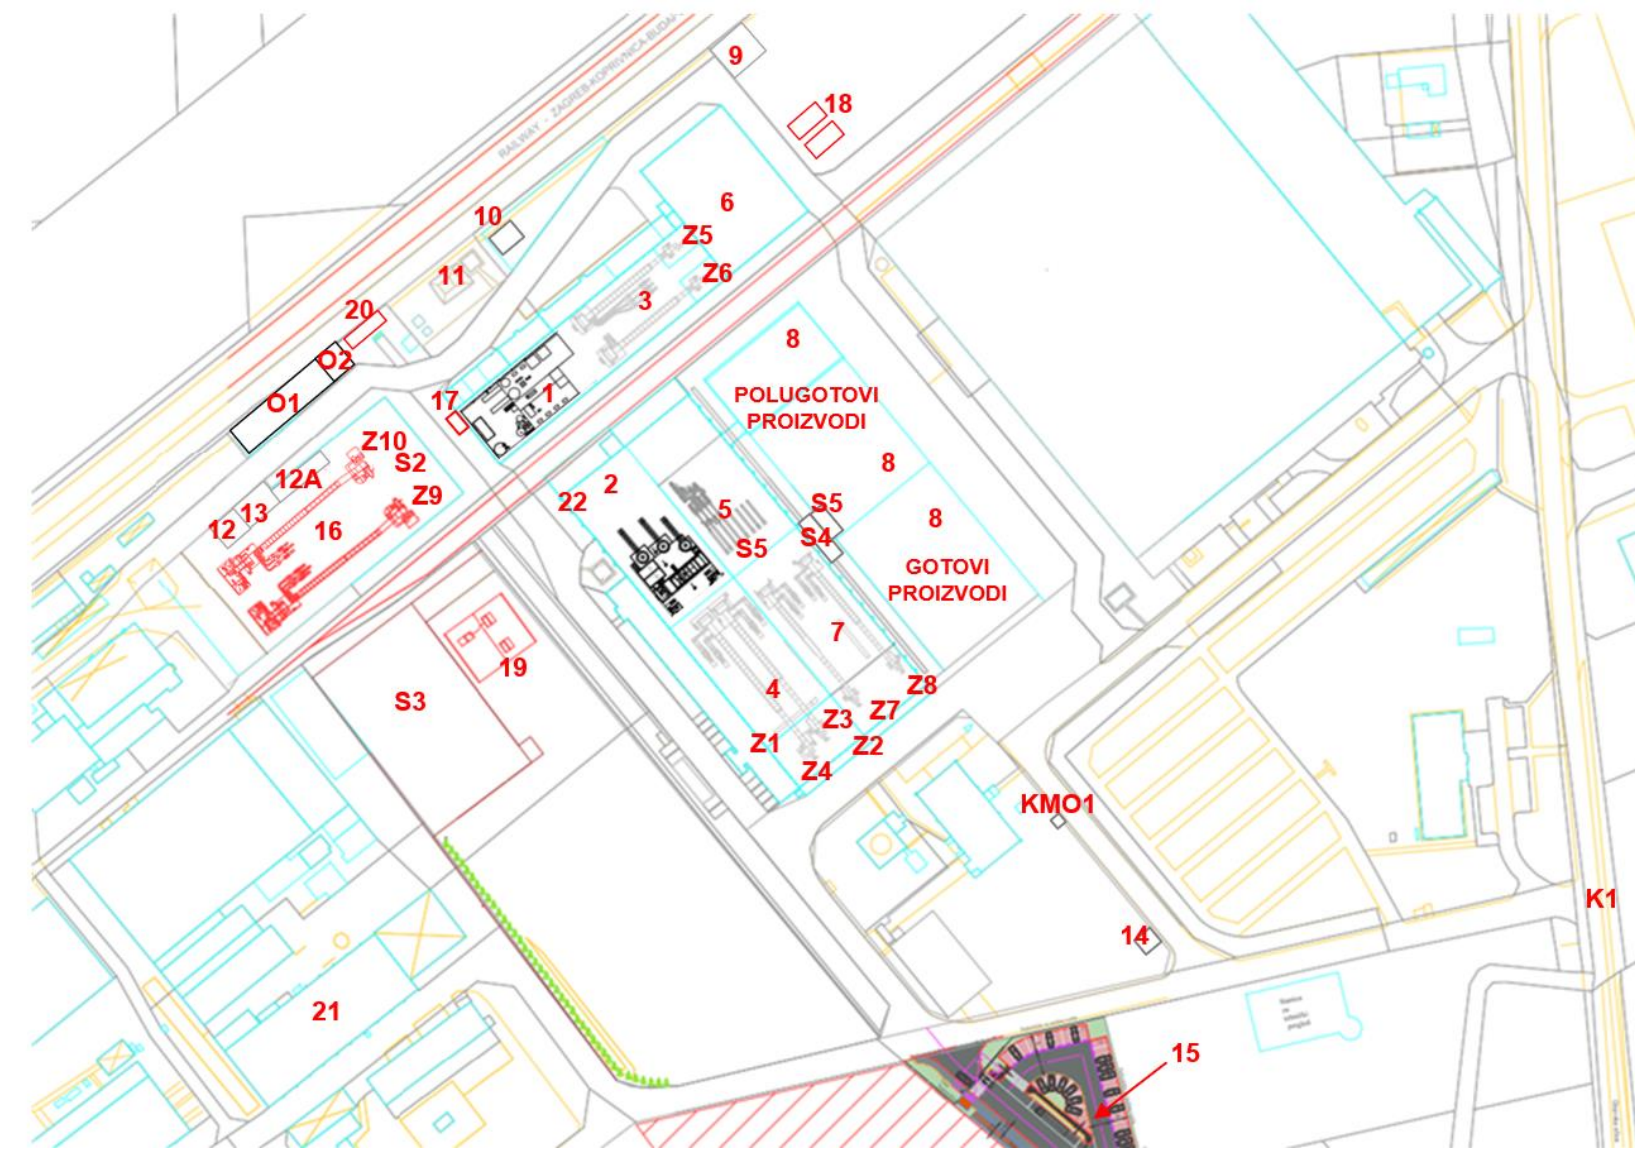 RAILWAY - ZAGREB-KOPRIVNICA-BUDAP
9
18
6
10
Z5
11
Z6
3
20
8
O2
POLUGOTOVI
PROIZVODI
O1
17
1
Z10
S2
8
12A
2
Z9
22
S5
5
8
13
12
16
S4
S5
GOTOVI
PROIZVODI
7
19
Z8
4
S3
Z7
Z3
Z1
Z2
Z4
KMO1
K1
14
21
15